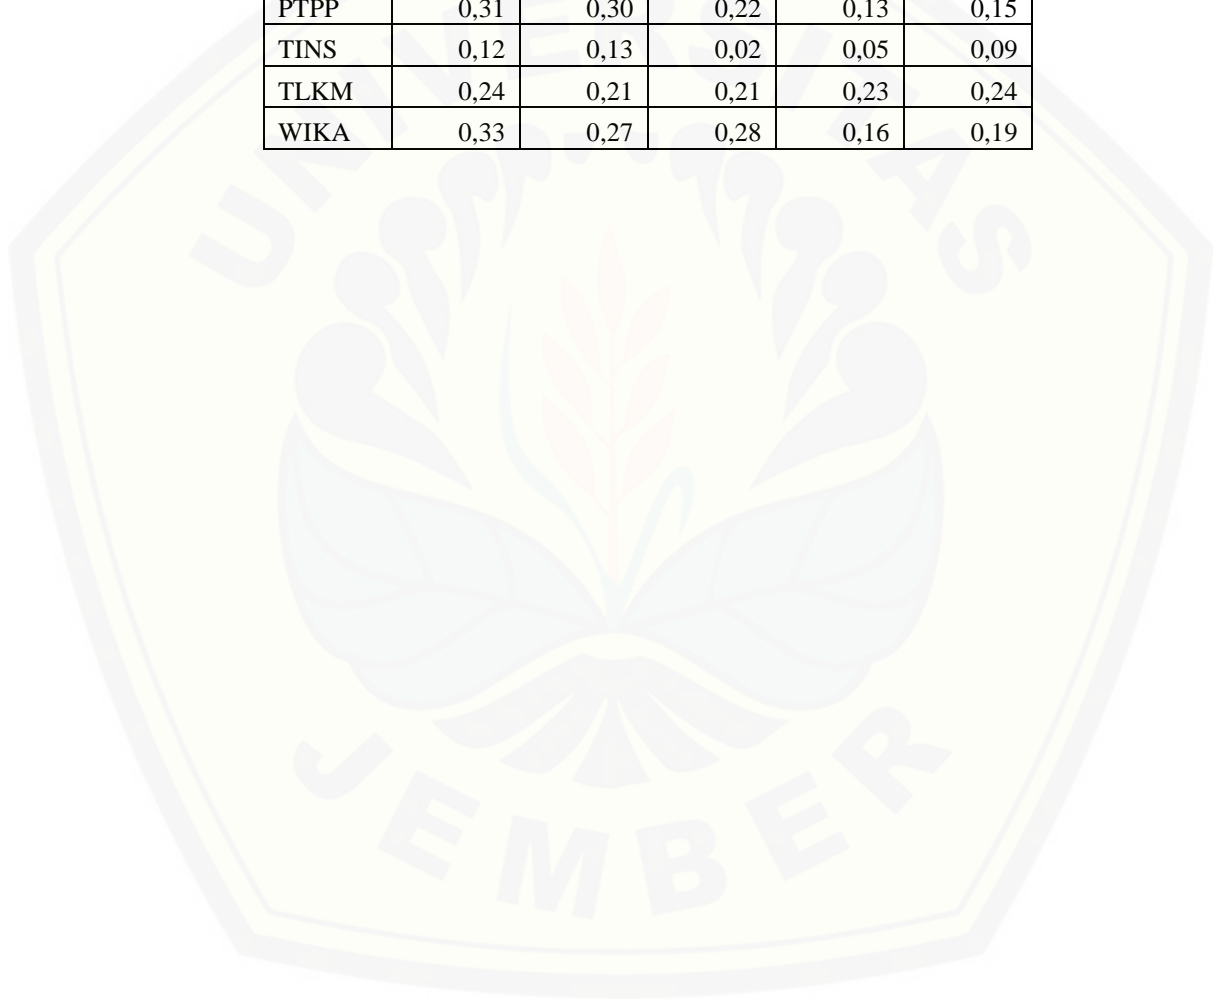 PTPP 0,31 0,30 0,22 0,13 0,15
TINS 0,12 0,13 0,02 0,05 0,09
TLKM 0,24 0,21 0,21 0,23 0,24
WIKA 0,33 0,27 0,28 0,16 0,19
UNIVERSITAS
JEMBER